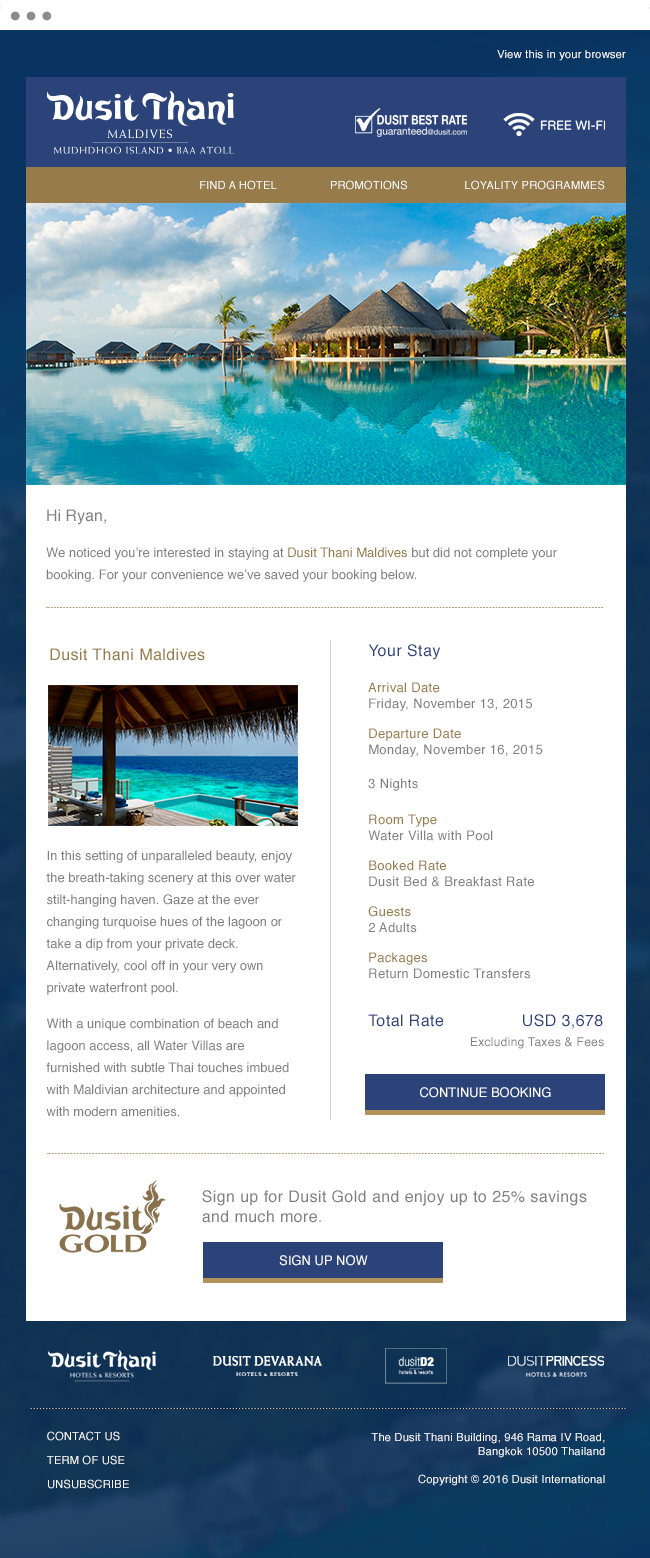 View this in your browser
Dusit Thani
MALDIVES
MUDHDHOO ISLAND • BAA ATOLL
DUSIT BEST RATE
guaranteed@dusit.com
FREE WI-FI
FIND A HOTEL
PROMOTIONS
LOYALITY PROGRAMMES
Hi Ryan,
We noticed you're interested in staying at Dusit Thani Maldives but did not complete your
booking. For your convenience we've saved your booking below.
Dusit Thani Maldives
In this setting of unparalleled beauty, enjoy
the breath-taking scenery at this over water
stilt-hanging haven. Gaze at the ever
changing turquoise hues of the lagoon or
take a dip from your private deck.
Alternatively, cool off in your very own
private waterfront pool.
With a unique combination of beach and
lagoon access, all Water Villas are
furnished with subtle Thai touches imbued
with Maldivian architecture and appointed
with modern amenities.
Your Stay
Arrival Date
Friday, November 13, 2015
Departure Date
Monday, November 16, 2015
3 Nights
Room Type
Water Villa with Pool
Booked Rate
Dusit Bed & Breakfast Rate
Guests
2 Adults
Packages
Return Domestic Transfers
Total Rate USD 3,678
Excluding Taxes & Fees
CONTINUE BOOKING
Dusit
GOLD
Sign up for Dusit Gold and enjoy up to 25% savings
and much more.
SIGN UP NOW
Dusit Thani
HOTELS & RESORTS
DUSIT DEVARANA
HOTELS & RESORTS
dusitD2
hotels & resorts
DUSITPRINCESS
HOTELS & RESORTS
CONTACT US
TERM OF USE
UNSUBSCRIBE
The Dusit Thani Building, 946 Rama IV Road,
Bangkok 10500 Thailand
Copyright © 2016 Dusit International